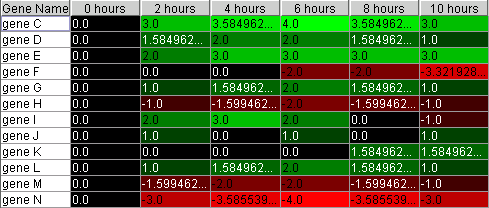 Gene Name 0 hours 2 hours 4 hours 6 hours 8 hours 10 hours
gene C 0.0 3.0 3.584962... 4.0 3.584962... 3.0
gene D 0.0 1.584962... 2.0 2.0 1.584962... 1.0
gene E 0.0 2.0 3.0 3.0 3.0 3.0
gene F 0.0 0.0 0.0 -2.0 -2.0 -3.321928...
gene G 0.0 1.0 1.584962... 2.0 1.584962... 1.0
gene H 0.0 -1.0 -1.599462... -2.0 -1.599462... -1.0
gene I 0.0 2.0 3.0 2.0 0.0 -1.0
gene J 0.0 1.0 0.0 1.0 0.0 1.0
gene K 0.0 0.0 0.0 0.0 1.584962... 1.584962...
gene L 0.0 1.0 1.584962... 2.0 1.584962... 1.0
gene M 0.0 -1.599462... -2.0 -2.0 -1.599462... -1.0
gene N 0.0 -3.0 -3.585539... -4.0 -3.585539... -3.0